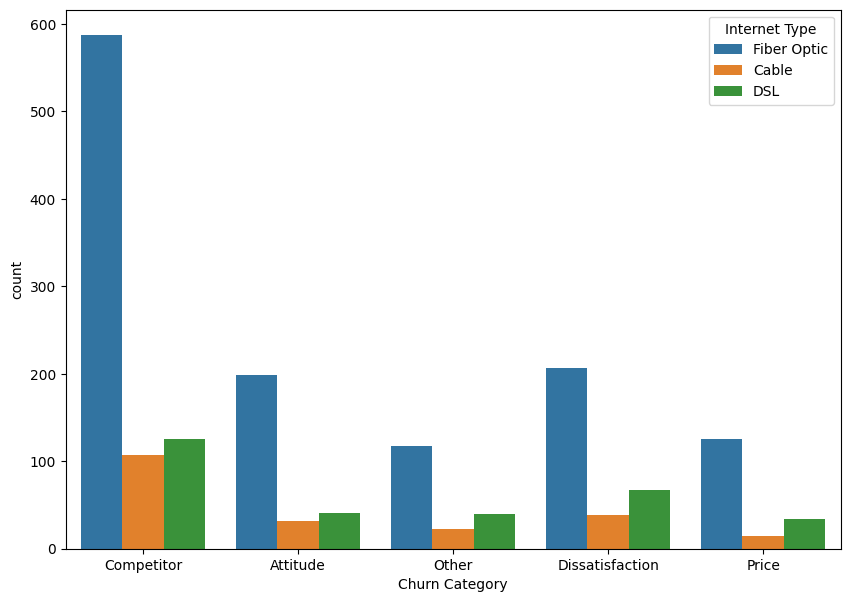 600
500
400
300
200
100
0
count
Internet Type
Fiber Optic
Cable
DSL
Competitor
Attitude
Other
Dissatisfaction
Price
Churn Category